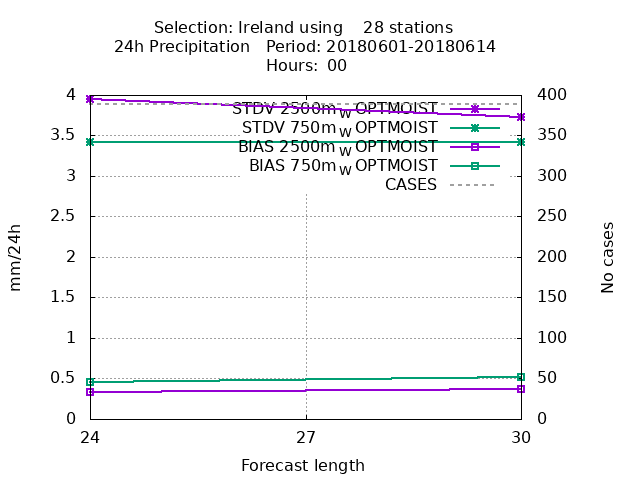 Selection: Ireland using 28 stations
24h Precipitation Period: 20180601-20180614
Hours: 00
STDV 2500m_W OPTMOIST
STDV 750m_W OPTMOIST
BIAS 2500m_W OPTMOIST
BIAS 750m_W OPTMOIST
CASES
4
3.5
3
2.5
2
1.5
1
0.5
0
400
350
300
250
200
150
100
50
0
mm/24h
No cases
24 27 30
Forecast length